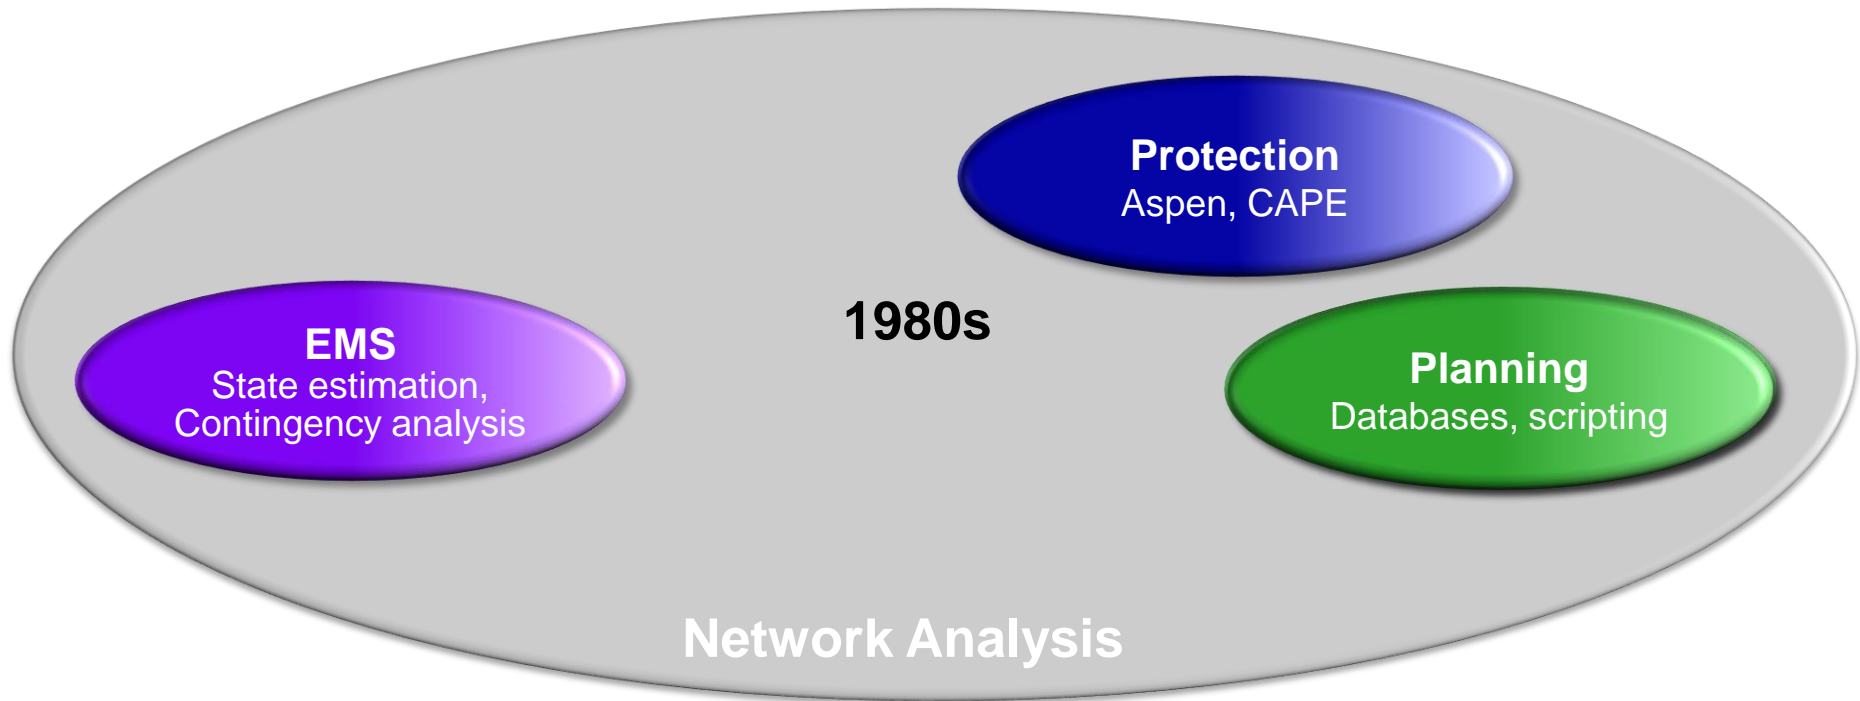 Protection
Aspen, CAPE
1980s
EMS
State estimation,
Contingency analysis
Planning
Databases, scripting
Network Analysis